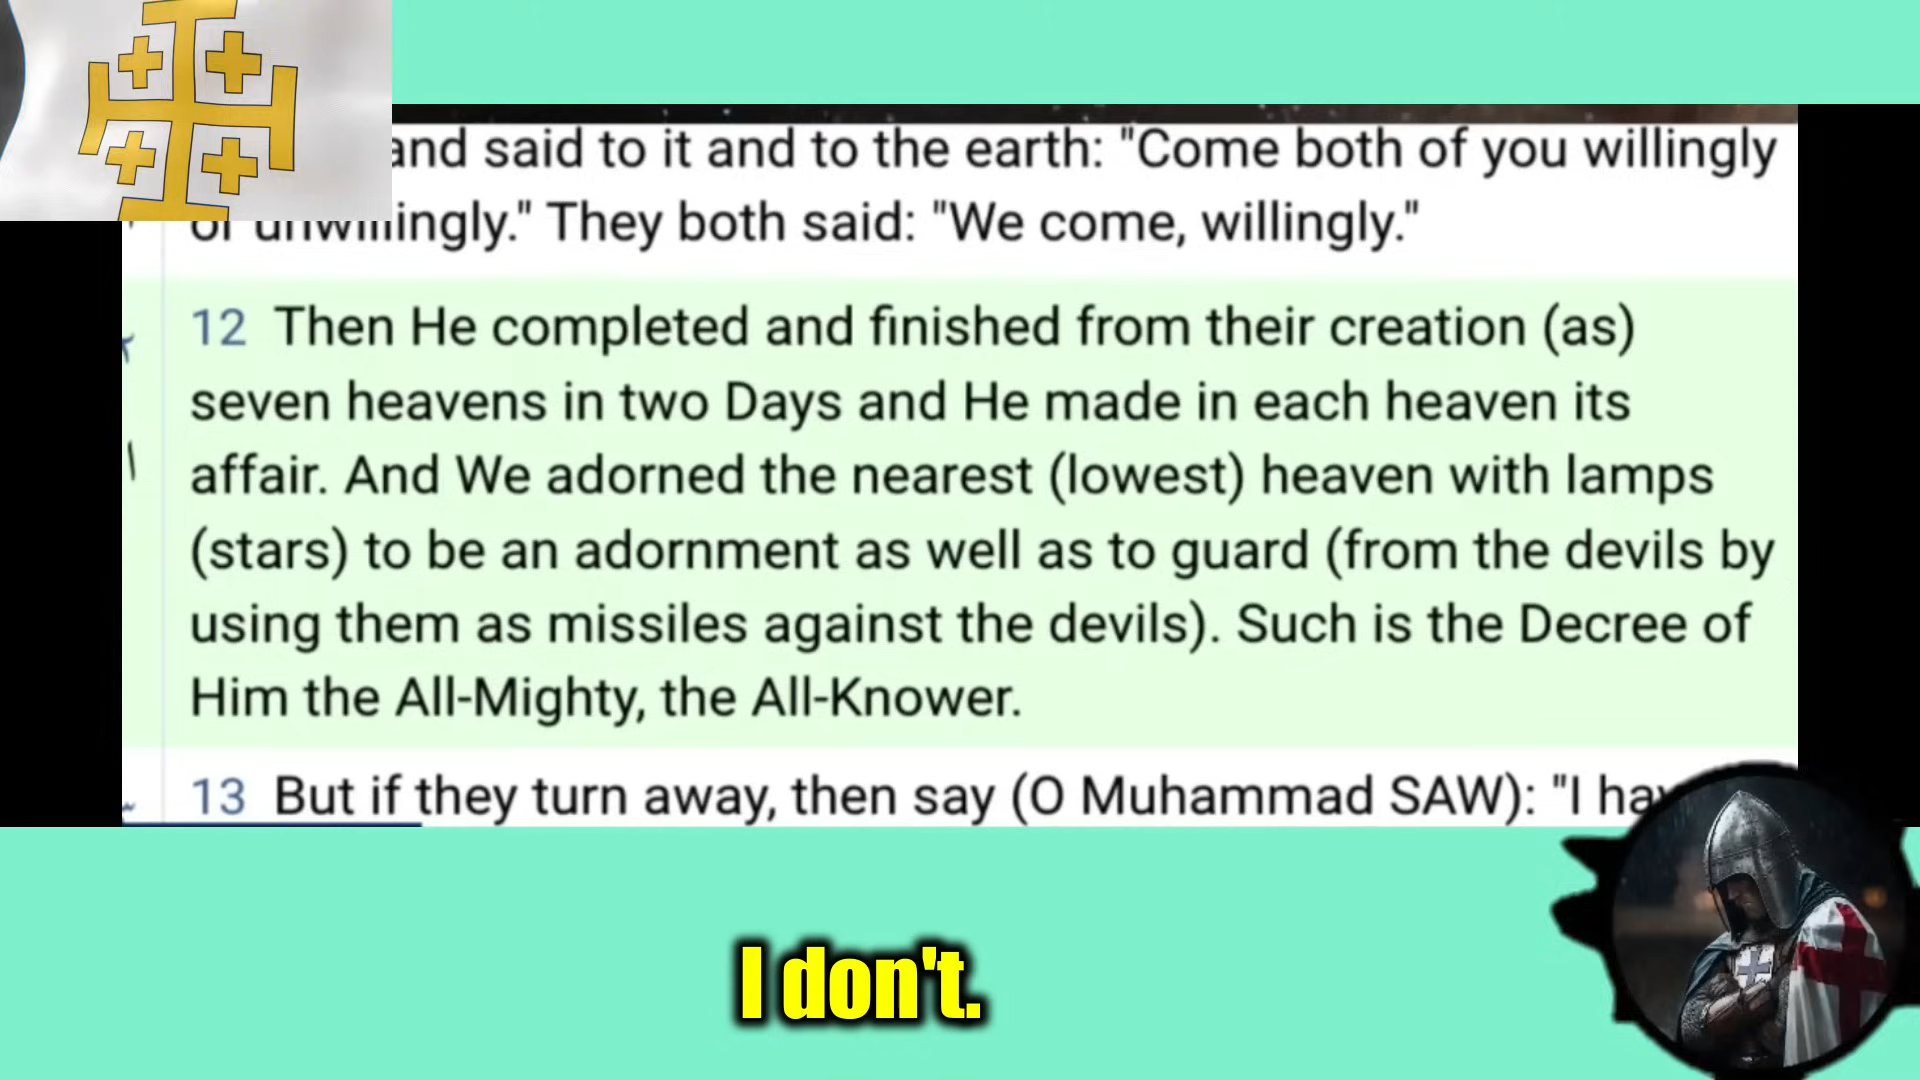 and said to it and to the earth: "Come both of you willingly
or unwillingly." They both said: "We come, willingly."
12 Then He completed and finished from their creation (as)
seven heavens in two Days and He made in each heaven its
affair. And We adorned the nearest (lowest) heaven with lamps
(stars) to be an adornment as well as to guard (from the devils by
using them as missiles against the devils). Such is the Decree of
Him the All-Mighty, the All-Knower.
13 But if they turn away, then say (O Muhammad SAW): "I
I don't.